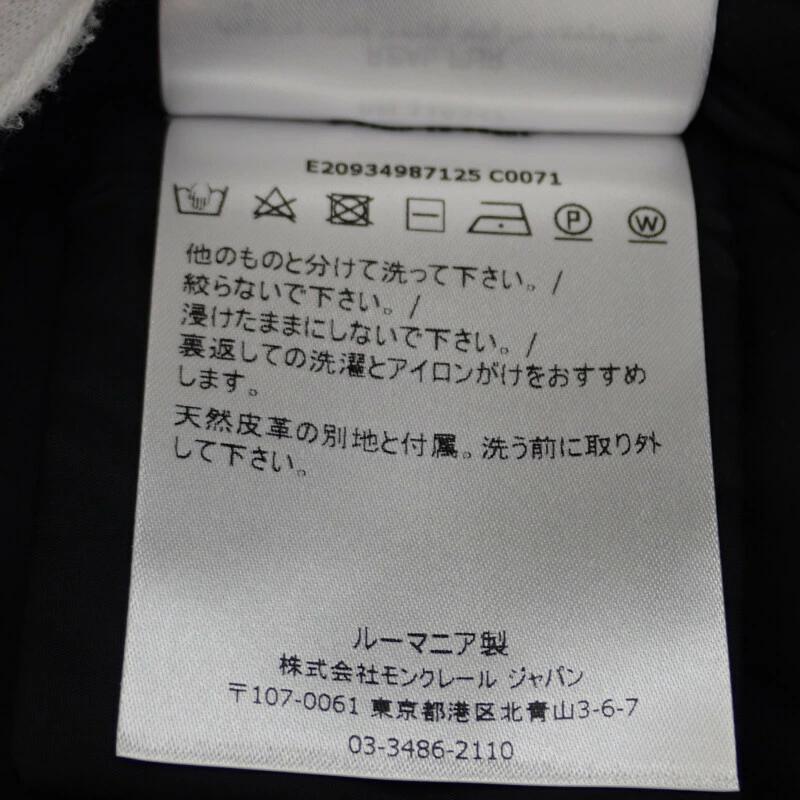 REAL FUR
E20934987125 C0071
P W
他のものと分けて洗って下さい。/
絞らないで下さい。/
浸けたままにしないで下さい。/
裏返しての洗濯とアイロンがけをおすすめ
します。
天然皮革の別地と付属。洗う前に取り外
して下さい。
ルーマニア製
株式会社モンクレール ジャパン
〒107-0061 東京都港区北青山3-6-7
03-3486-2110